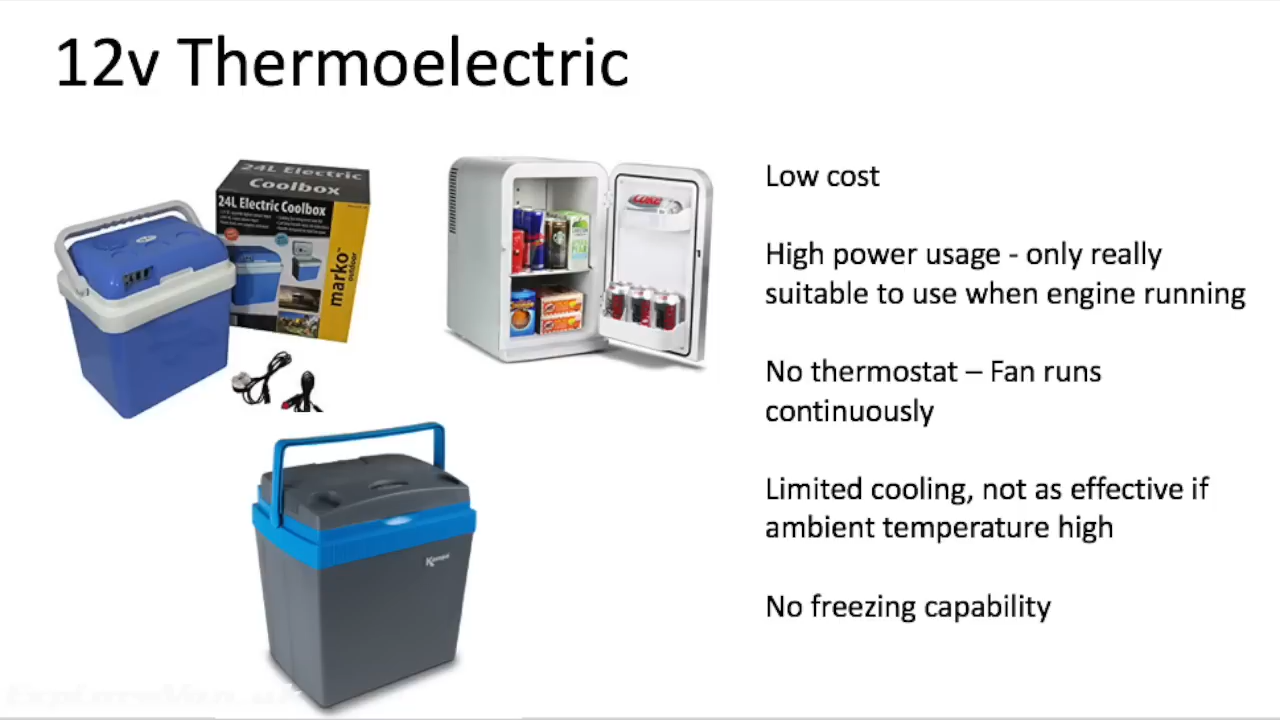 12v Thermoelectric
24L Electric
Coolbox
24L Electric Coolbox
marko
outdoor
COKE
Kampa
Low cost
High power usage - only really
suitable to use when engine running
No thermostat – Fan runs
continuously
Limited cooling, not as effective if
ambient temperature high
No freezing capability